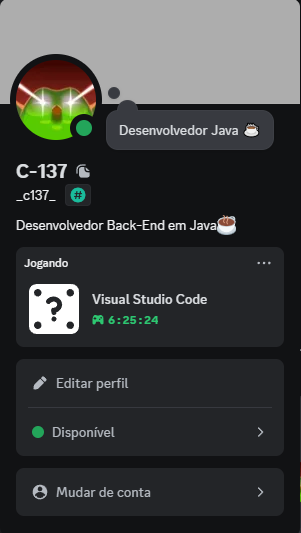 Desenvolvedor Java ☕
C-137
_c137_ #
Desenvolvedor Back-End em Java☕
Jogando
?
Visual Studio Code
6:25:24
Editar perfil
Disponível
Mudar de conta